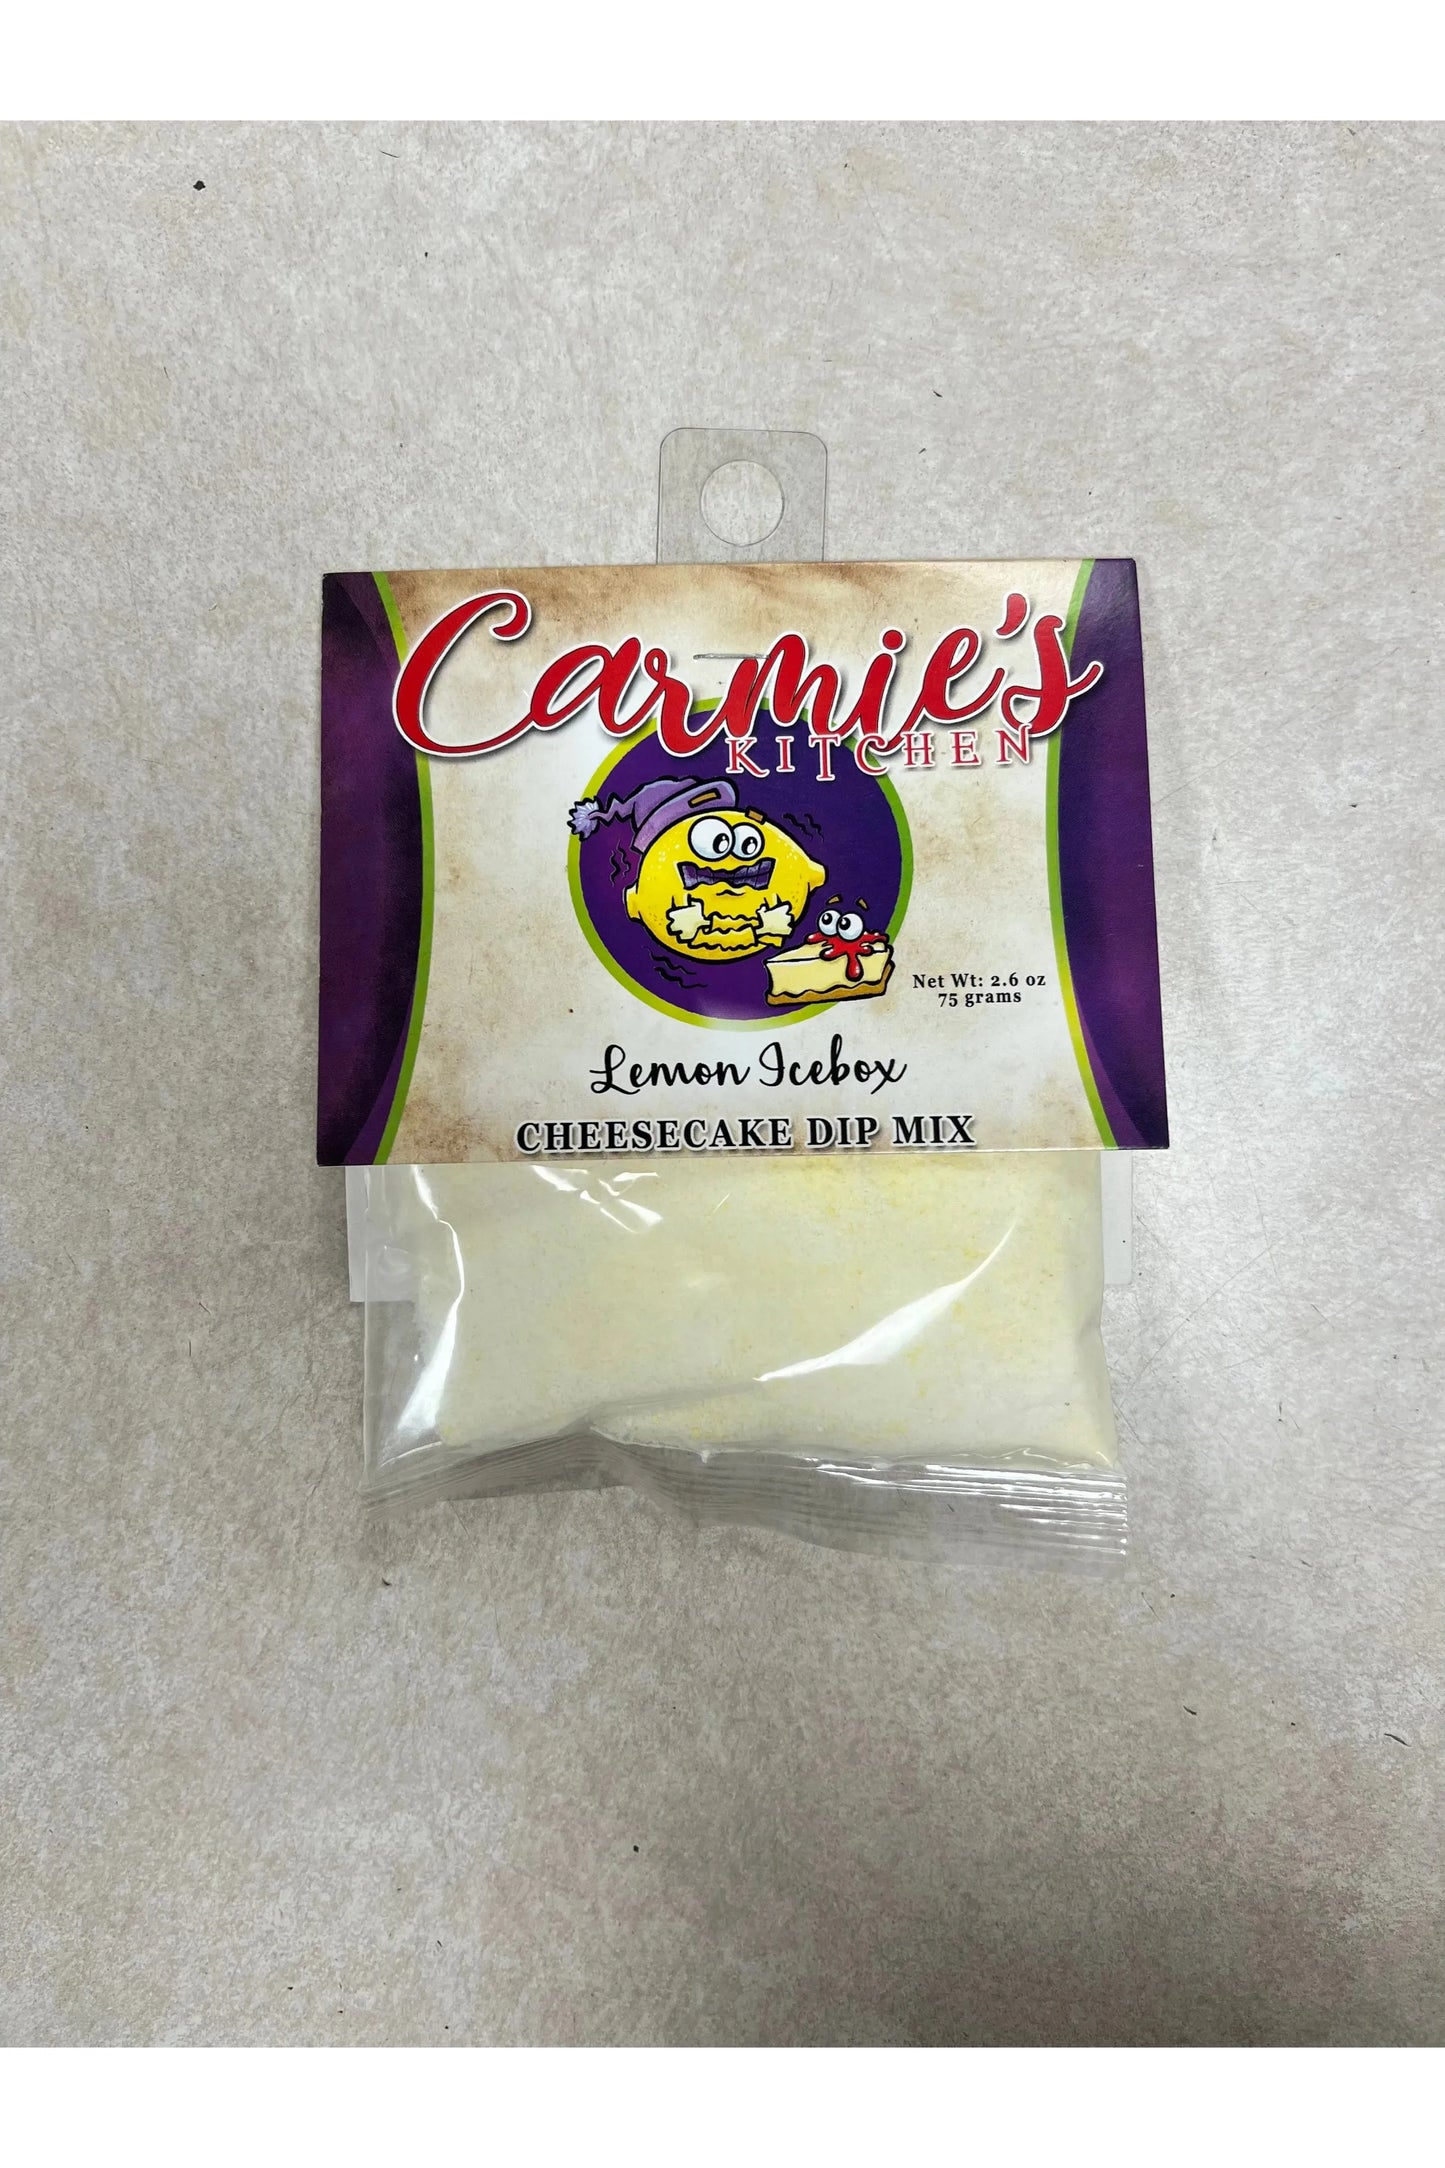 Carmie's
KITCHEN
Net Wt: 2.6 oz
75 grams
Lemon Icebox
CHEESECAKE DIP MIX